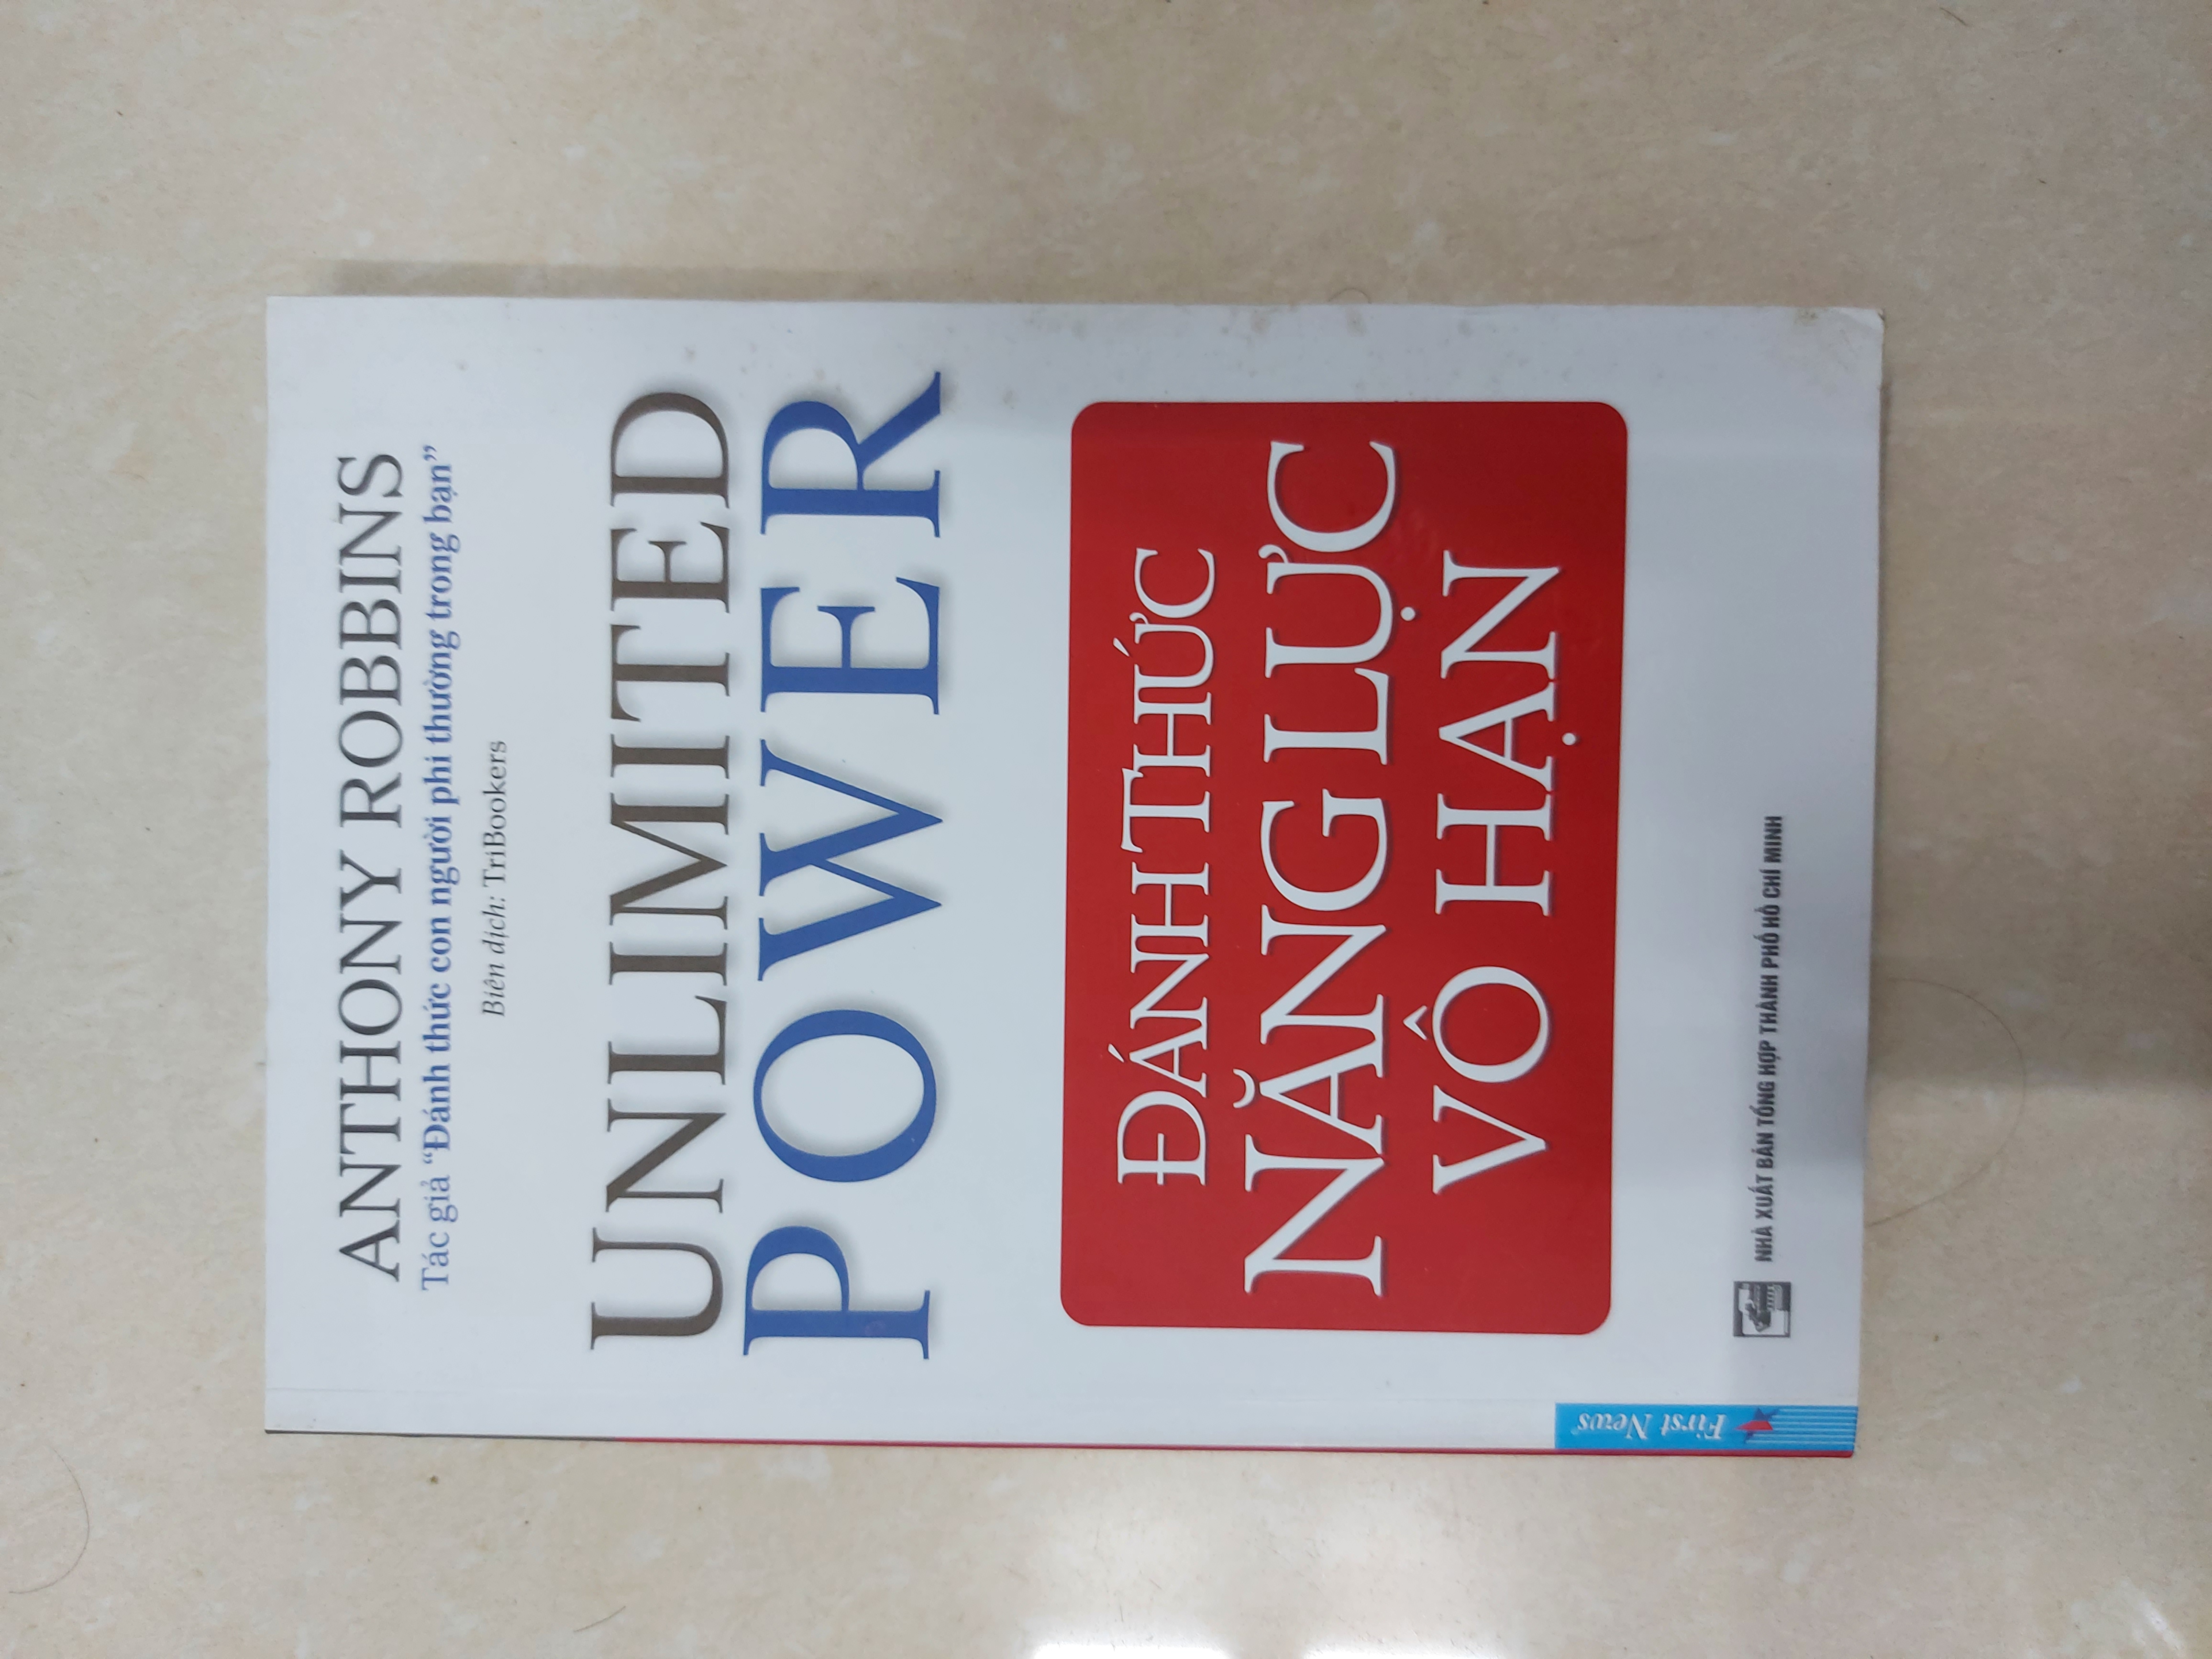 ANTHONY ROBBINS
Tác giả “Đánh thức con người phi thường trong bạn”
Biên dịch: TriBookers
UNLIMITED
POWER
ĐÁNH THỨC
NĂNG LỰC
VÔ HẠN
First News®
NHÀ XUẤT BẢN TỔNG HỢP THÀNH PHỐ HỒ CHÍ MINH